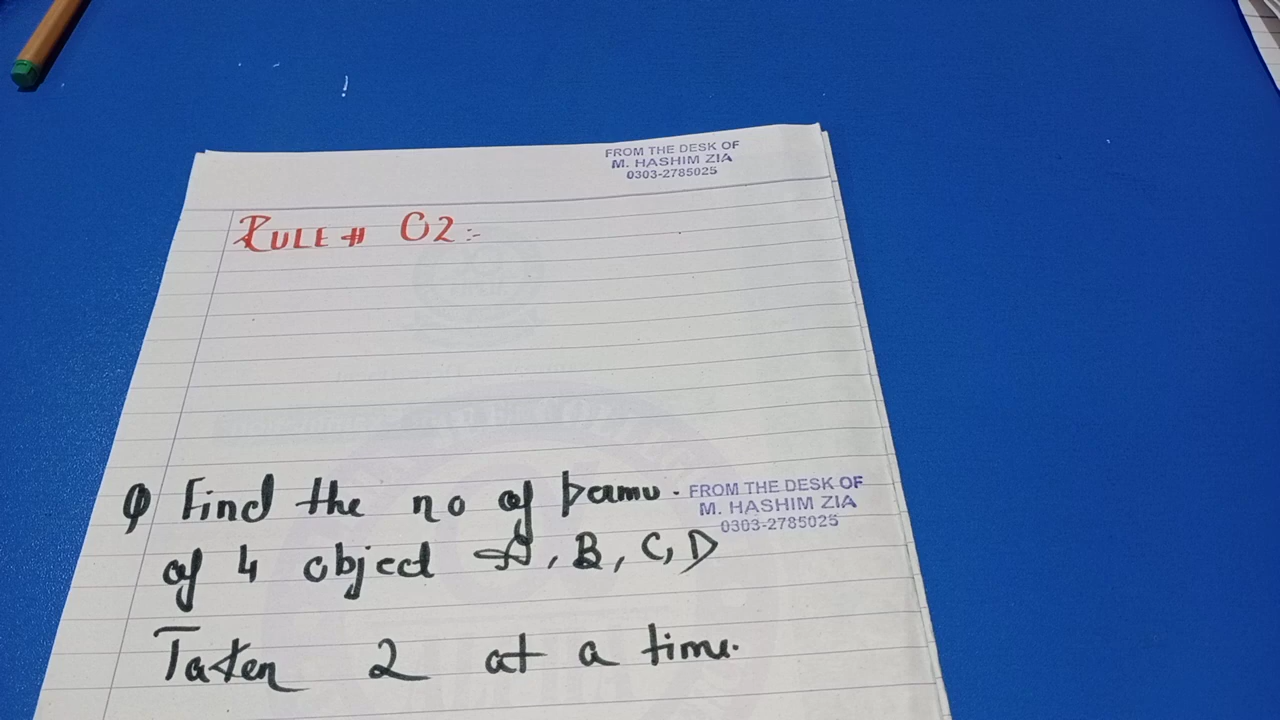 FROM THE DESK OF
M. HASHIM ZIA
0303-2785025
RULE # 02:-
Q Find the no of permu.
FROM THE DESK OF
M. HASHIM ZIA
0303-2785025
of 4 object A, B, C, D
Taken 2 at a time.